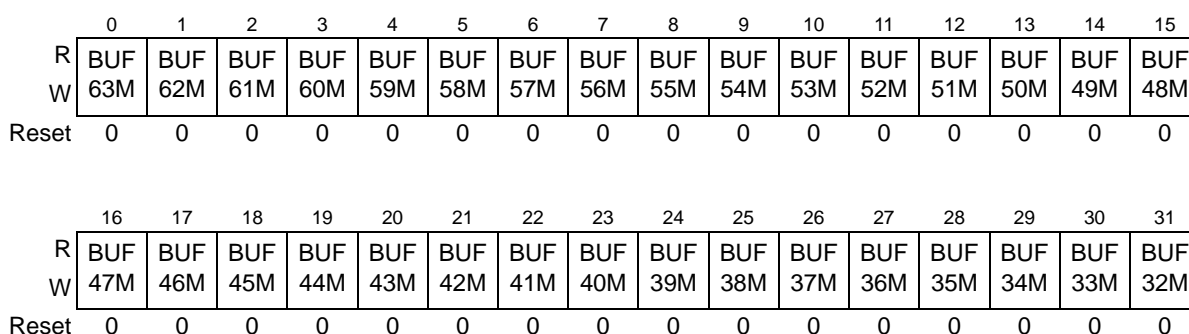 0 1 2 3 4 5 6 7 8 9 10 11 12 13 14 15
R BUF BUF BUF BUF BUF BUF BUF BUF BUF BUF BUF BUF BUF BUF BUF BUF
W 63M 62M 61M 60M 59M 58M 57M 56M 55M 54M 53M 52M 51M 50M 49M 48M
Reset 0 0 0 0 0 0 0 0 0 0 0 0 0 0 0 0
16 17 18 19 20 21 22 23 24 25 26 27 28 29 30 31
R BUF BUF BUF BUF BUF BUF BUF BUF BUF BUF BUF BUF BUF BUF BUF BUF
W 47M 46M 45M 44M 43M 42M 41M 40M 39M 38M 37M 36M 35M 34M 33M 32M
Reset 0 0 0 0 0 0 0 0 0 0 0 0 0 0 0 0